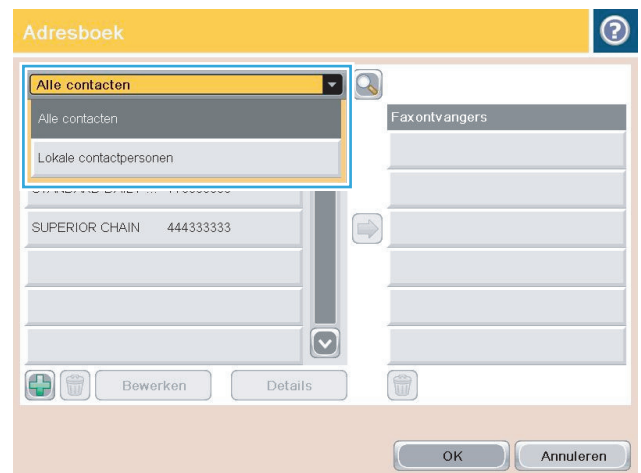 Adresboek
Alle contacten
Alle contacten
Lokale contactpersonen
SUPERIOR CHAIN 444333333
Faxontvangers
Bewerken
Details
OK
Annuleren